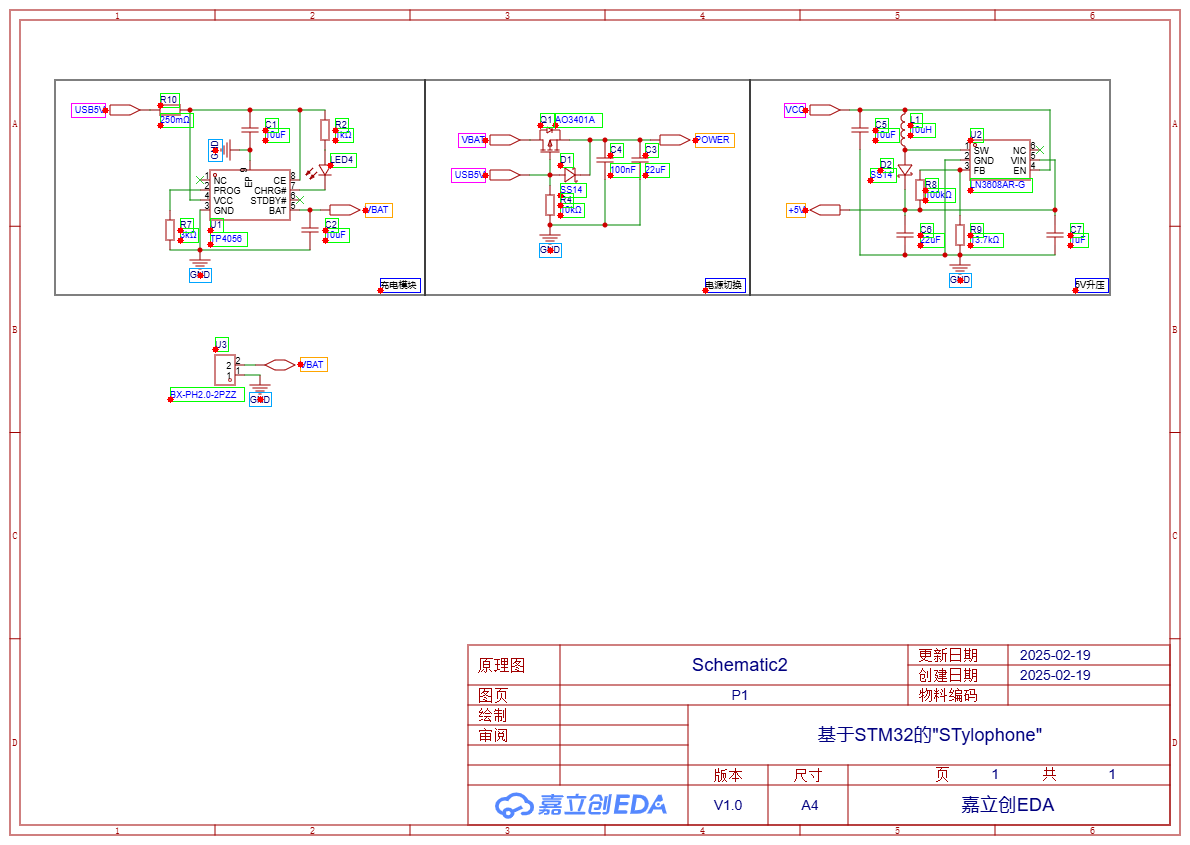 1 2 3 4 5 6
A A
B B
C C
D D
USB5V
R10
250mΩ
C1
10uF
R2
1kΩ
LED4
GND
EP 9
1 NC
2 PROG
4 VCC
3 GND
CE 8
CHRG# 7
STDBY# 6
BAT 5
U1
TP4056
R7
3kΩ
C2
10uF
VBAT
GND
充电模块
VBAT
Q1 AO3401A
USB5V
D1
SS14
R4
10kΩ
C4
100nF
C3
22uF
POWER
GND
电源切换
VCC
C5
10uF
L1
10uH
U2
1 SW
2 GND
3 FB
NC 6
VIN 5
EN 4
LN3608AR-G
D2
SS14
R8
100kΩ
+5V
C6
22uF
R9
13.7kΩ
C7
1uF
GND
5V升压
U3
2 2
1 1
BX-PH2.0-2PZZ
VBAT
GND
原理图 Schematic2 更新日期 2025-02-19
创建日期 2025-02-19
图页 P1 物料编码
绘制
审阅
基于STM32的"STylophone"
版本 尺寸 页 1 共 1
嘉立创EDA V1.0 A4 嘉立创EDA
1 2 3 4 5 6